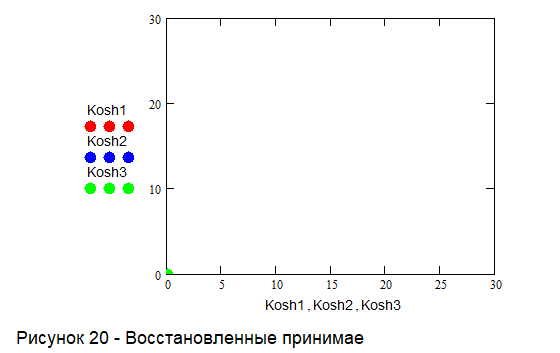 30
Kosh1
20
Kosh2
Kosh3
10
0
0 5 10 15 20 25 30
Kosh1 , Kosh2 , Kosh3
Рисунок 20 - Восстановленные принимае